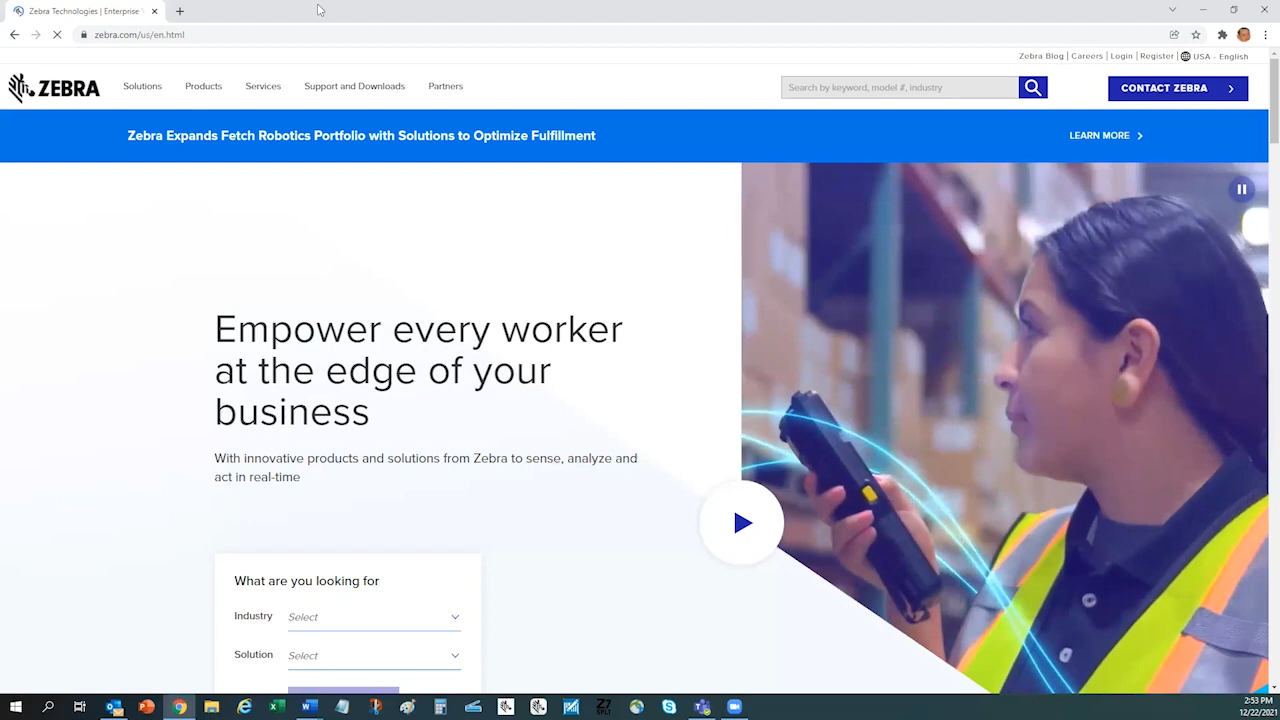 Zebra Technologies | Enterprise
zebra.com/us/en.html
Zebra Blog | Careers | Login | Register | USA - English
ZEBRA
Solutions Products Services Support and Downloads Partners
Search by keyword, model #, industry
CONTACT ZEBRA
Zebra Expands Fetch Robotics Portfolio with Solutions to Optimize Fulfillment
LEARN MORE
Empower every worker
at the edge of your
business
With innovative products and solutions from Zebra to sense, analyze and
act in real-time
What are you looking for
Industry Select
Solution Select
2:53 PM
12/22/2021